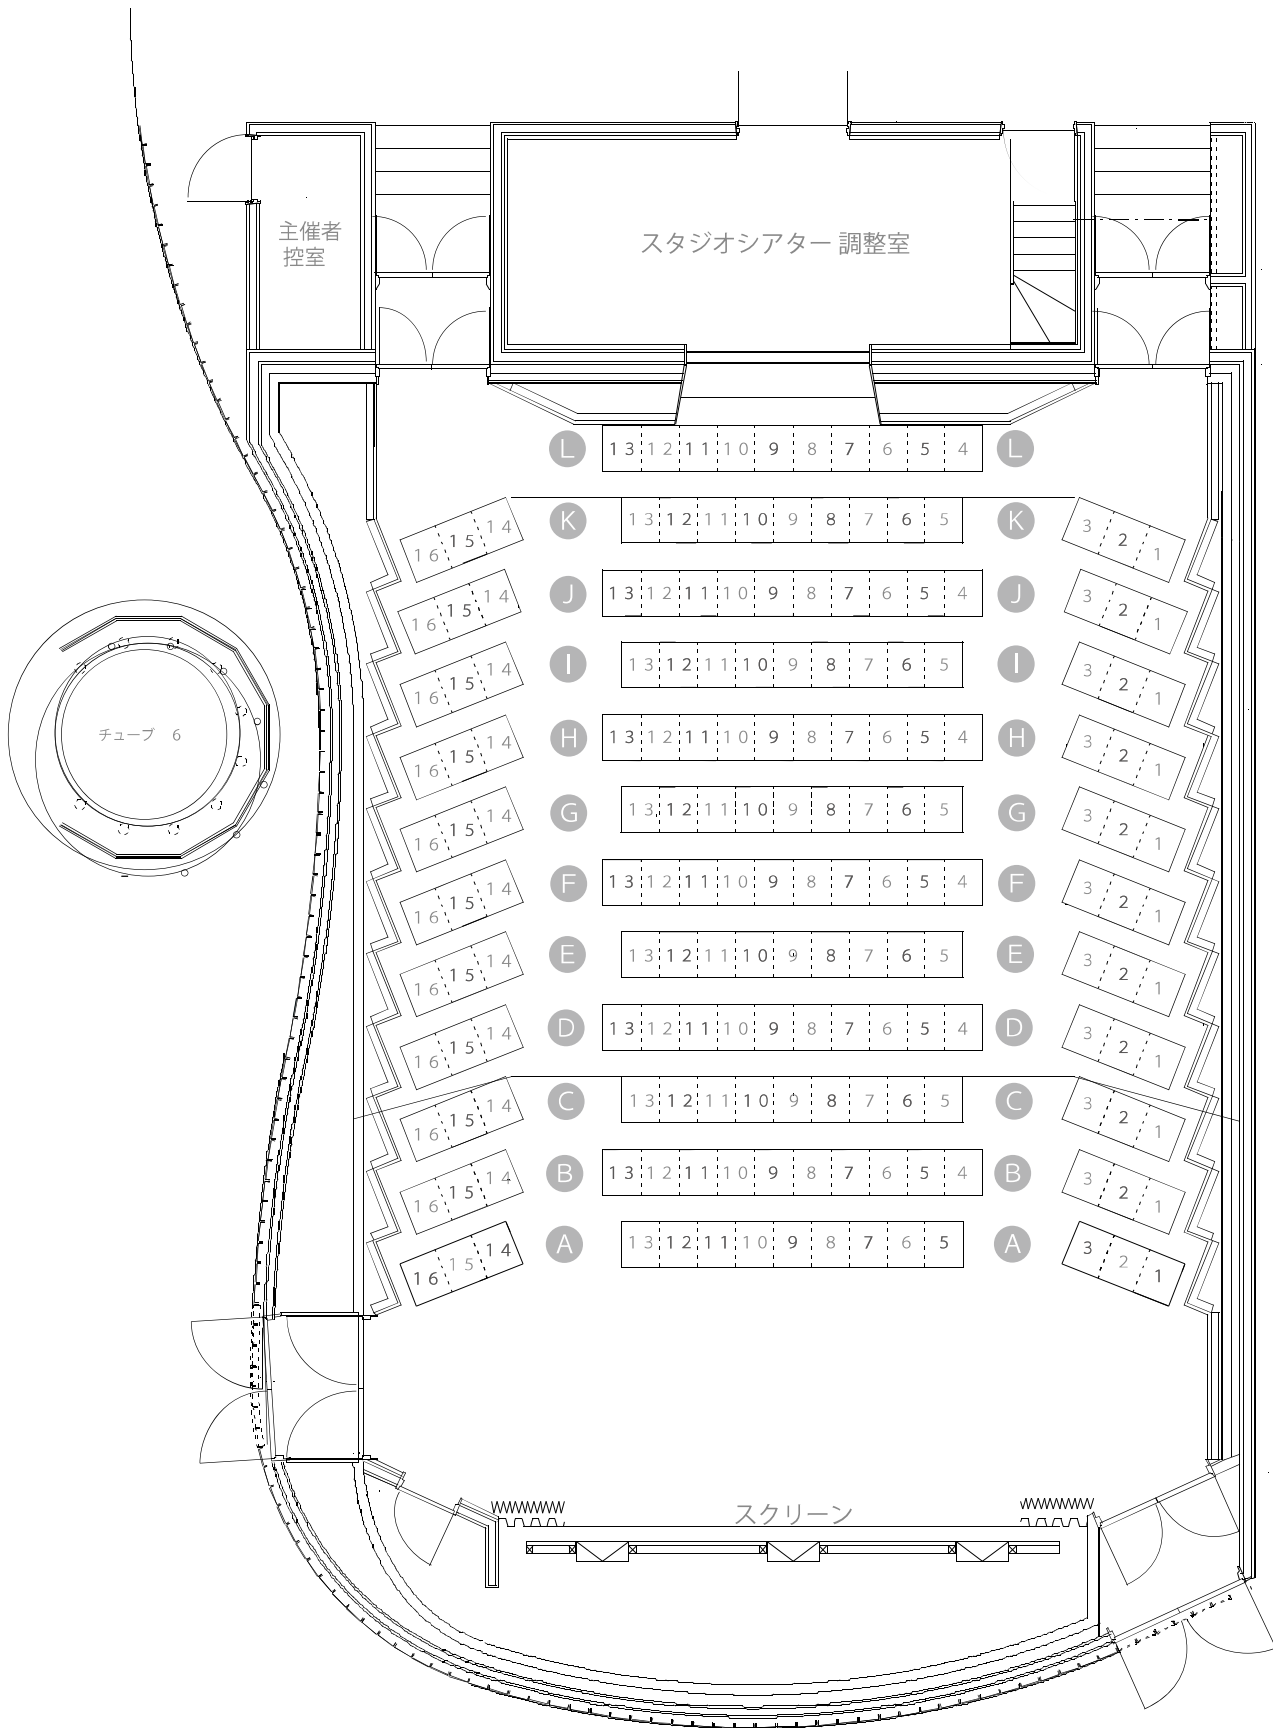 主催者
控室
スタジオシアター 調整室
L 13 12 11 10 9 8 7 6 5 4 L
16 15 14 K 13 12 11 10 9 8 7 6 5 K 3 2 1
16 15 14 J 13 12 11 10 9 8 7 6 5 4 J 3 2 1
16 15 14 I 13 12 11 10 9 8 7 6 5 I 3 2 1
チューブ 6
16 15 14 H 13 12 11 10 9 8 7 6 5 4 H 3 2 1
16 15 14 G 13 12 11 10 9 8 7 6 5 G 3 2 1
16 15 14 F 13 12 11 10 9 8 7 6 5 4 F 3 2 1
16 15 14 E 13 12 11 10 9 8 7 6 5 E 3 2 1
16 15 14 D 13 12 11 10 9 8 7 6 5 4 D 3 2 1
16 15 14 C 13 12 11 10 9 8 7 6 5 C 3 2 1
16 15 14 B 13 12 11 10 9 8 7 6 5 4 B 3 2 1
16 15 14 A 13 12 11 10 9 8 7 6 5 A 3 2 1
スクリーン